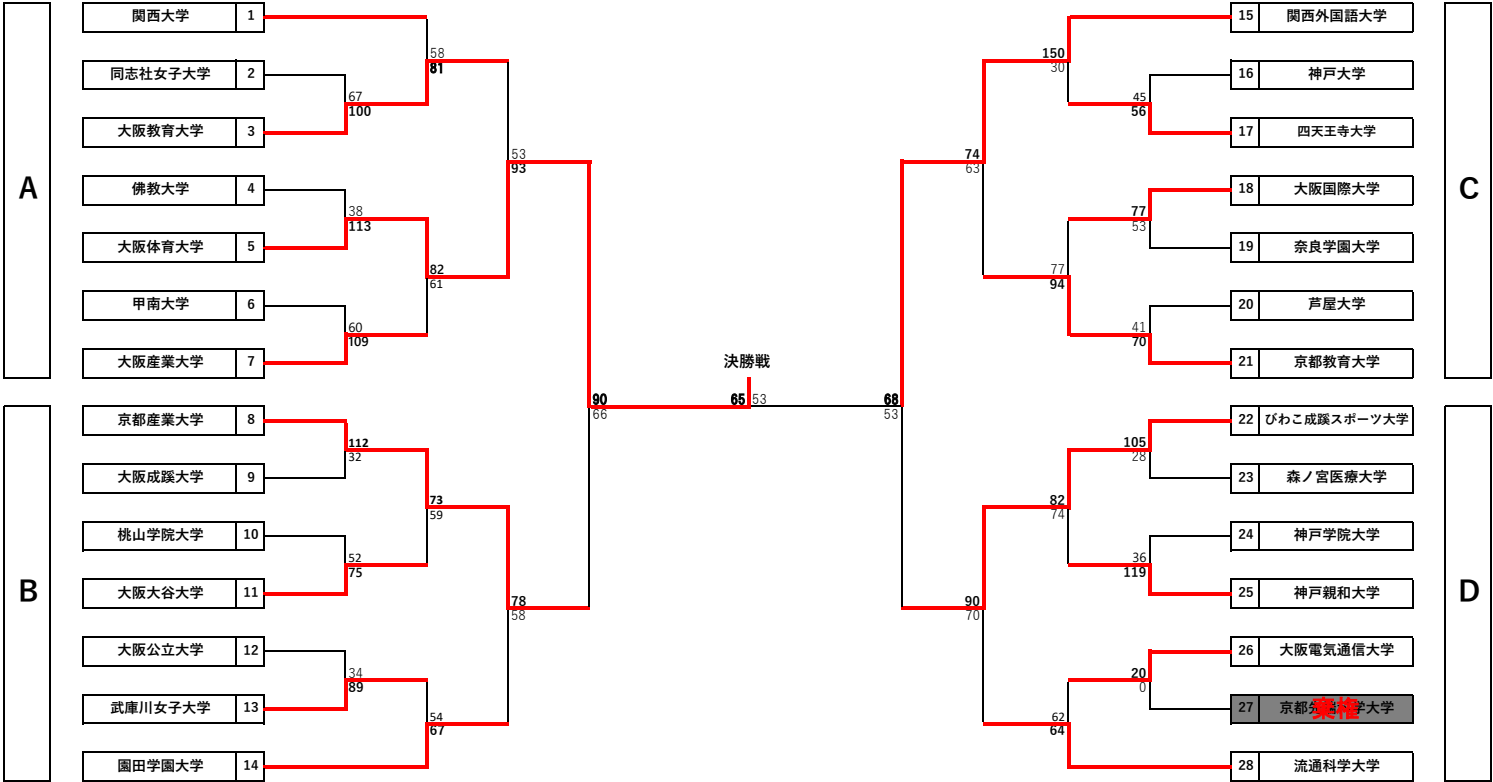 A
関西大学 1
同志社女子大学 2
大阪教育大学 3
佛教大学 4
大阪体育大学 5
甲南大学 6
大阪産業大学 7
58
81
67
100
38
113
82
61
60
109
53
93
B
京都産業大学 8
大阪成蹊大学 9
桃山学院大学 10
大阪大谷大学 11
大阪公立大学 12
武庫川女子大学 13
園田学園大学 14
112
32
73
59
52
75
34
89
54
67
78
58
90
66
決勝戦
65 53
68
53
C
15 関西外国語大学
16 神戸大学
17 四天王寺大学
18 大阪国際大学
19 奈良学園大学
20 芦屋大学
21 京都教育大学
150
30
45
56
74
63
77
53
77
94
41
70
D
22 びわこ成蹊スポーツ大学
23 森ノ宮医療大学
24 神戸学院大学
25 神戸親和大学
26 大阪電気通信大学
27 京都先端科学大学
棄権
28 流通科学大学
105
28
82
74
36
119
90
70
20
0
62
64